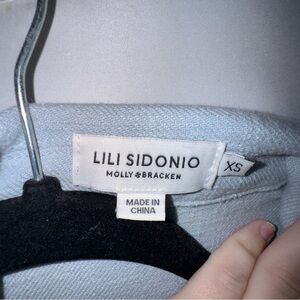 LILI SIDONIO
MOLLY & BRACKEN
XS
MADE IN
CHINA